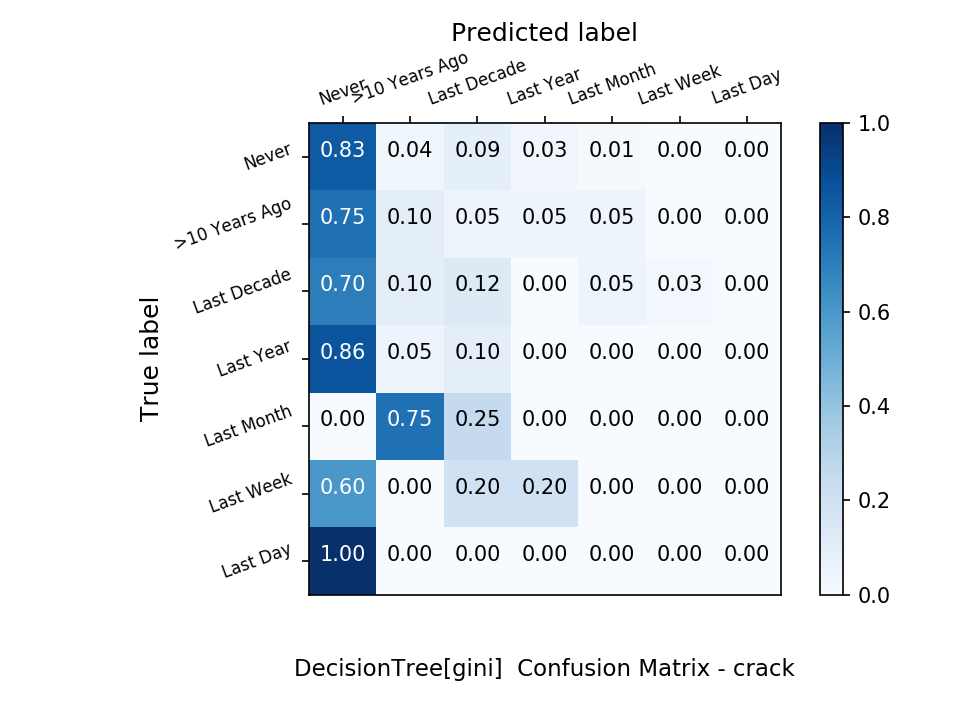 Predicted label
Never >10 Years Ago Last Decade Last Year Last Month Last Week Last Day
1.0
Never 0.83 0.04 0.09 0.03 0.01 0.00 0.00
>10 Years Ago 0.75 0.10 0.05 0.05 0.05 0.00 0.00
0.8
Last Decade 0.70 0.10 0.12 0.00 0.05 0.03 0.00
0.6
Last Year 0.86 0.05 0.10 0.00 0.00 0.00 0.00
True label
0.4
Last Month 0.00 0.75 0.25 0.00 0.00 0.00 0.00
Last Week 0.60 0.00 0.20 0.20 0.00 0.00 0.00
0.2
Last Day 1.00 0.00 0.00 0.00 0.00 0.00 0.00
0.0
DecisionTree[gini]  Confusion Matrix - crack